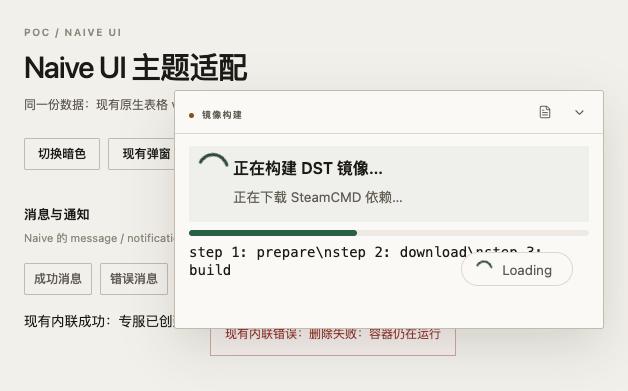 POC / NAIVE UI
Naive UI 主题适配
同一份数据：现有原生表格 v
切换暗色
现有弹窗
消息与通知
Naive 的 message / notificati
成功消息
错误消息
现有内联成功：专服已创
镜像构建
正在构建 DST 镜像...
正在下载 SteamCMD 依赖...
step 1: prepare\nstep 2: download\nstep 3:
build
Loading
现有内联错误：删除失败：容器仍在运行